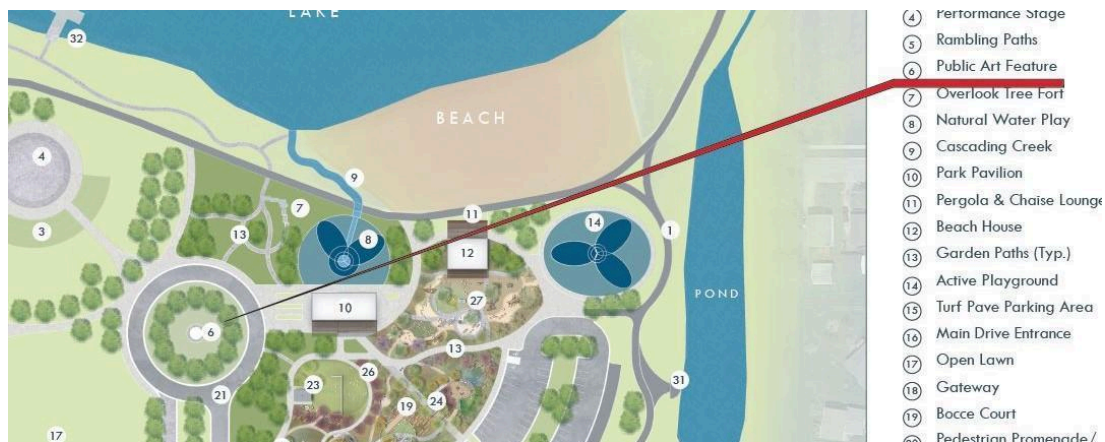 LAKE
BEACH
POND
32
4
3
9
7
13
8
11
12
14
1
27
10
6
13
26
23
24
19
21
31
17
4 Performance Stage
5 Rambling Paths
6 Public Art Feature
7 Overlook Tree Fort
8 Natural Water Play
9 Cascading Creek
10 Park Pavilion
11 Pergola & Chaise Lounge
12 Beach House
13 Garden Paths (Typ.)
14 Active Playground
15 Turf Pave Parking Area
16 Main Drive Entrance
17 Open Lawn
18 Gateway
19 Bocce Court
20 Pedestrian Promenade/